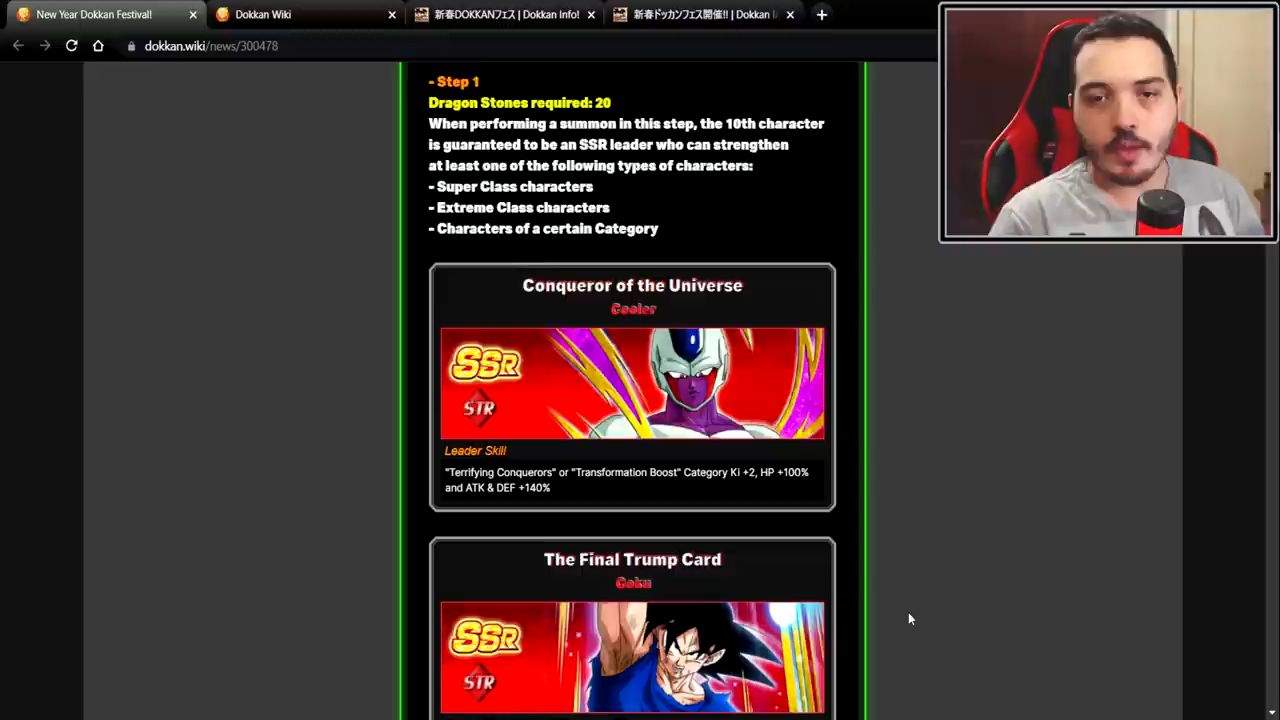 New Year Dokkan Festival!
Dokkan Wiki
新春DOKKANフェス | Dokkan Info!
新春ドッカンフェス開催!! | Dokkan I
dokkan.wiki/news/300478
- Step 1
Dragon Stones required: 20
When performing a summon in this step, the 10th character
is guaranteed to be an SSR leader who can strengthen
at least one of the following types of characters:
- Super Class characters
- Extreme Class characters
- Characters of a certain Category
Conqueror of the Universe
Cooler
SSR
STR
Leader Skill
"Terrifying Conquerors" or "Transformation Boost" Category Ki +2, HP +100%
and ATK & DEF +140%
The Final Trump Card
Goku
SSR
STR